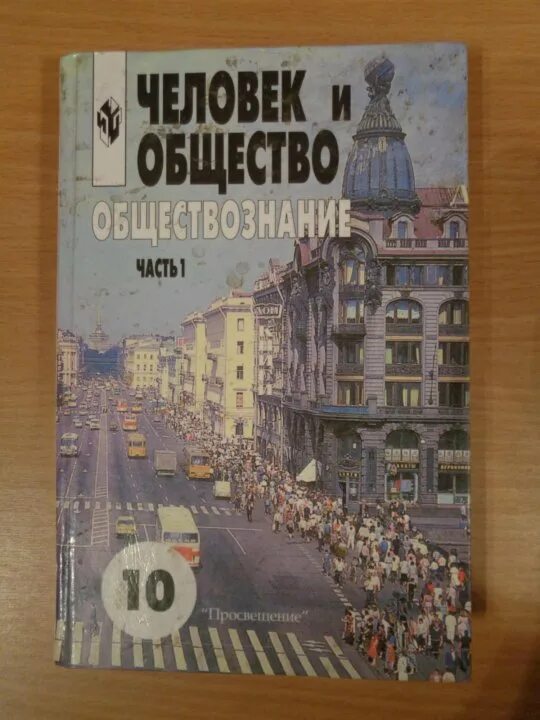 ЧЕЛОВЕК И
ОБЩЕСТВО
ОБЩЕСТВОЗНАНИЕ
ЧАСТЬ 1
10
"Просвещение"